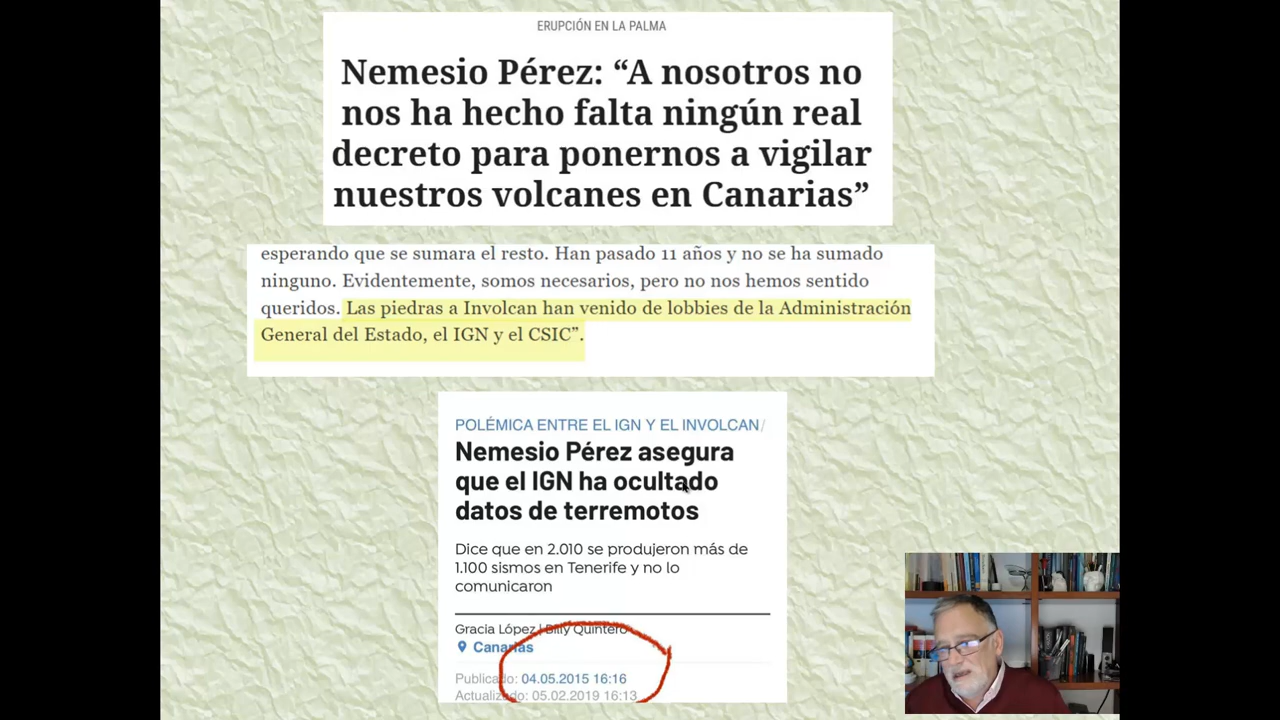 ERUPCIÓN EN LA PALMA
Nemesio Pérez: “A nosotros no
nos ha hecho falta ningún real
decreto para ponernos a vigilar
nuestros volcanes en Canarias”
esperando que se sumara el resto. Han pasado 11 años y no se ha sumado
ninguno. Evidentemente, somos necesarios, pero no nos hemos sentido
queridos. Las piedras a Involcan han venido de lobbies de la Administración
General del Estado, el IGN y el CSIC”.
POLÉMICA ENTRE EL IGN Y EL INVOLCAN/
Nemesio Pérez asegura
que el IGN ha ocultado
datos de terremotos
Dice que en 2.010 se produjeron más de
1.100 sismos en Tenerife y no lo
comunicaron
Gracia López | Billy Quintero
Canarias
Publicado: 04.05.2015 16:16
Actualizado: 05.02.2019 16:13